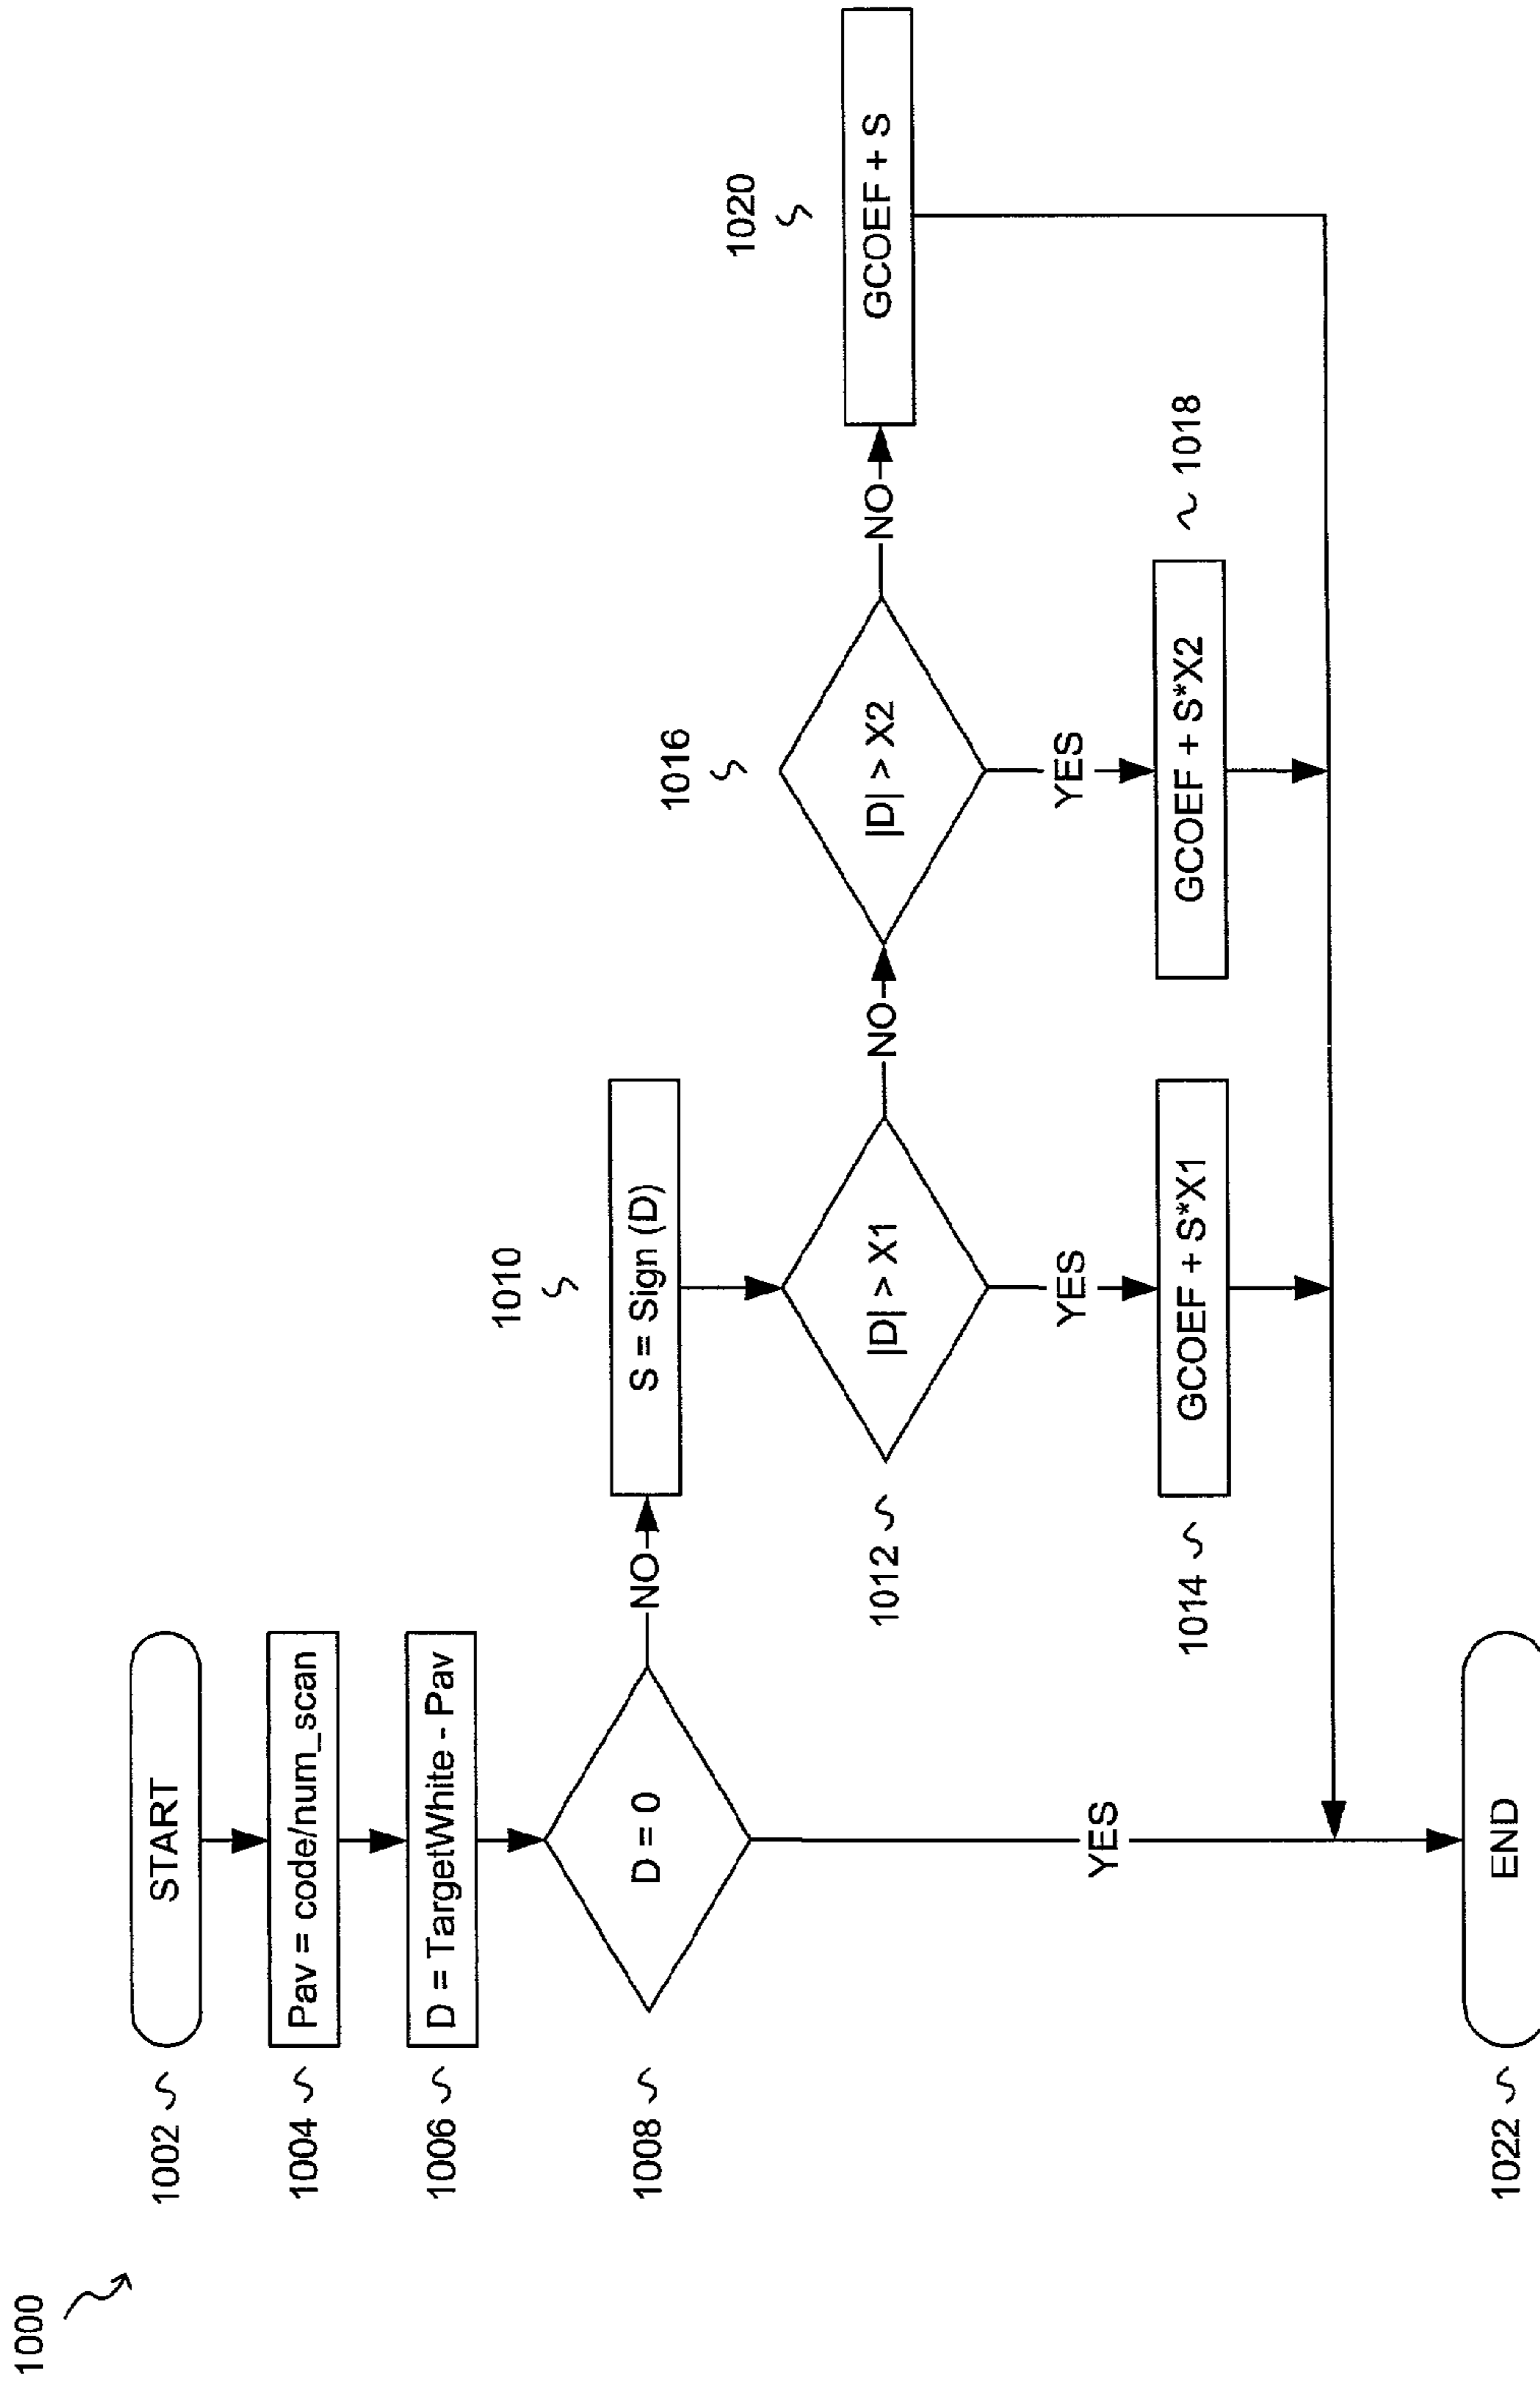 1000
1002
START
1004
Pav = code/num_scan
1006
D = TargetWhite - Pav
1008
D = 0
NO
YES
1010
S = Sign (D)
1012
|D| > X1
NO
YES
1014
GCOEF + S*X1
1016
|D| > X2
NO
YES
1018
GCOEF + S*X2
1020
GCOEF + S
1022
END